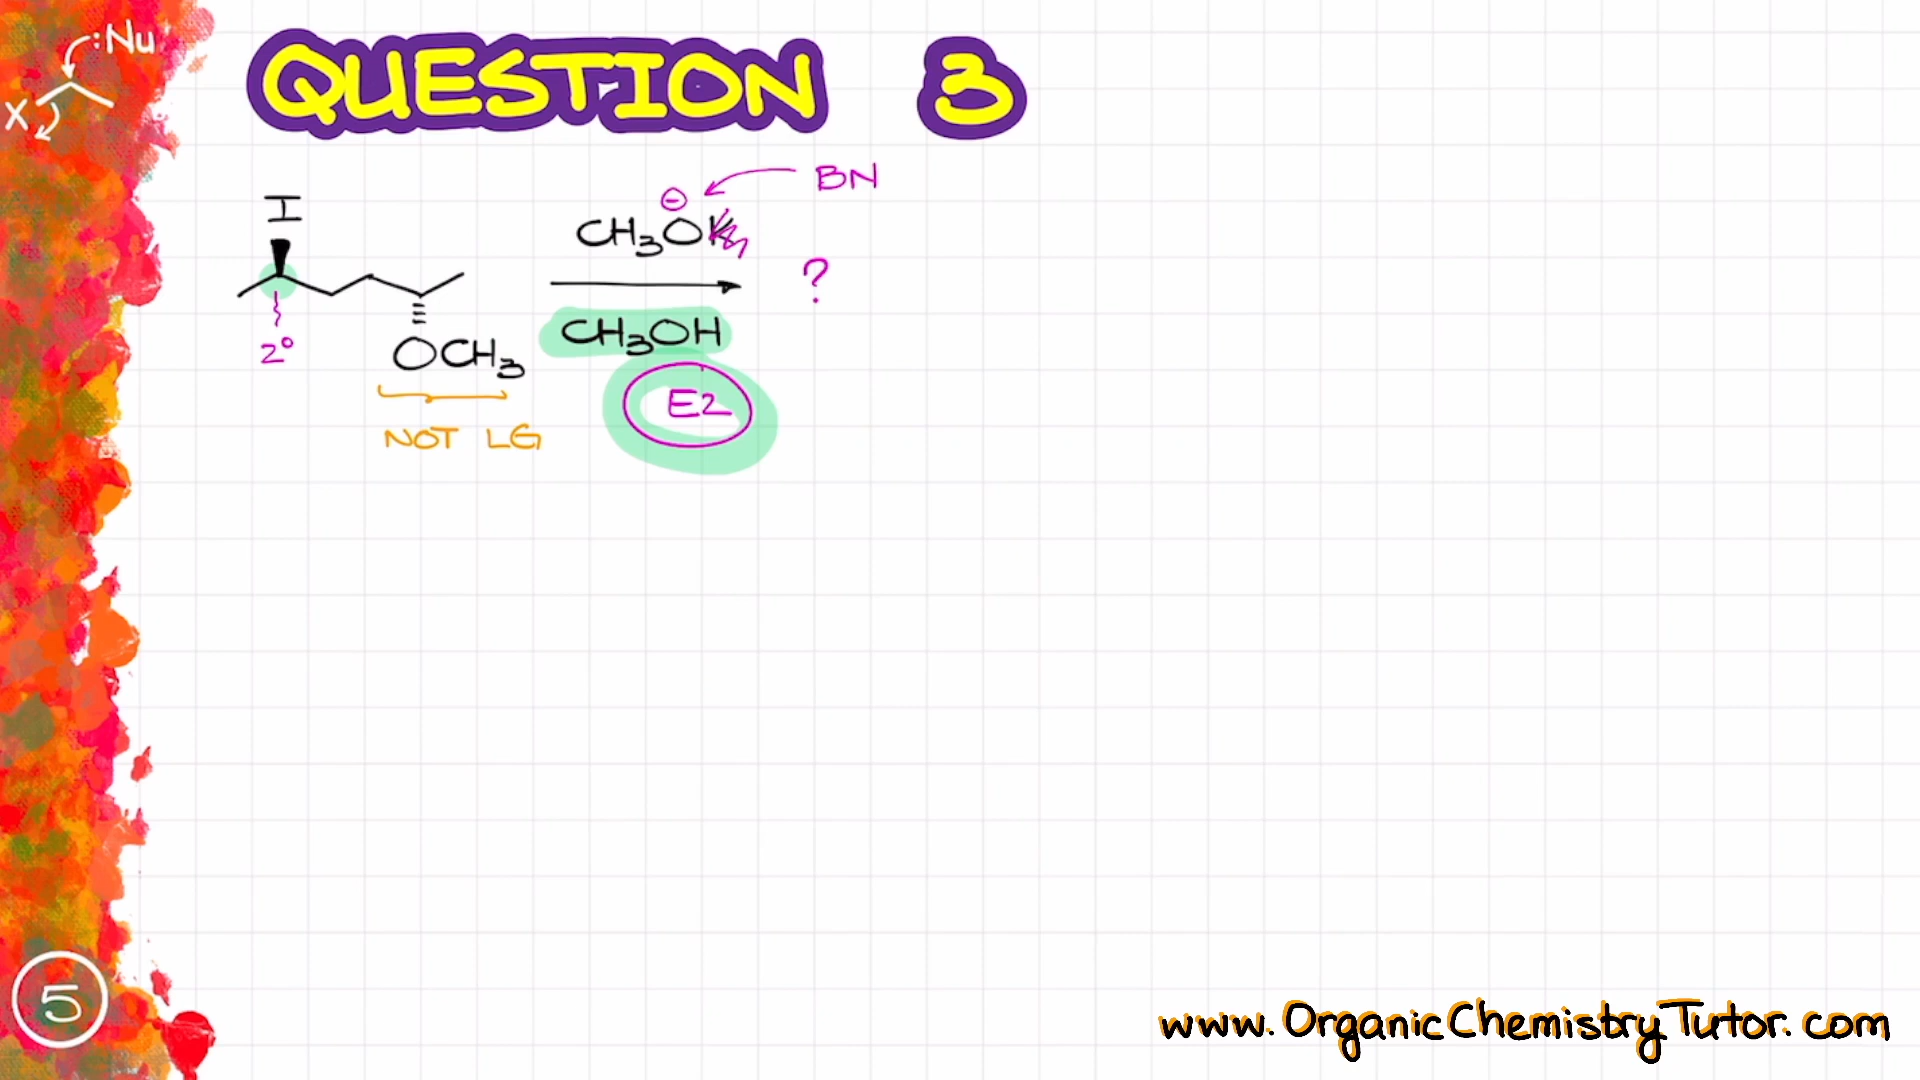 :Nu
X
QUESTION 3
I
2°
OCH₃
NOT LG
⊖
BN
CH₃OK
CH₃OH
E2
?
5
www.OrganicChemistryTutor.com